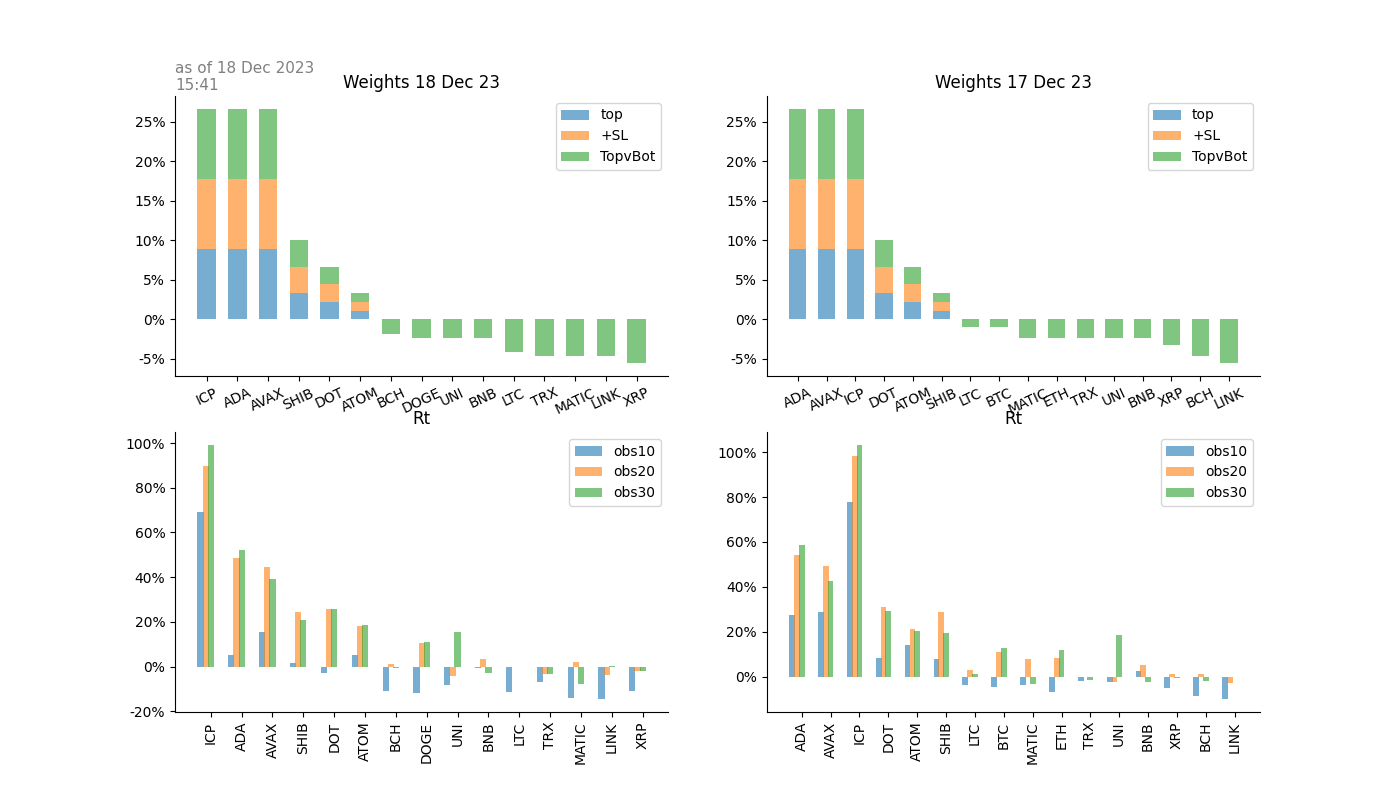 as of 18 Dec 2023
15:41
Weights 18 Dec 23
25%
20%
15%
10%
5%
0%
-5%
top
+SL
TopvBot
ICP ADA AVAX SHIB DOT ATOM BCH DOGE UNI BNB LTC TRX MATIC LINK XRP
Weights 17 Dec 23
25%
20%
15%
10%
5%
0%
-5%
top
+SL
TopvBot
ADA AVAX ICP DOT ATOM SHIB LTC BTC MATIC ETH TRX UNI BNB XRP BCH LINK
Rt
100%
80%
60%
40%
20%
0%
-20%
obs10
obs20
obs30
ICP ADA AVAX SHIB DOT ATOM BCH DOGE UNI BNB LTC TRX MATIC LINK XRP
Rt
100%
80%
60%
40%
20%
0%
obs10
obs20
obs30
ADA AVAX ICP DOT ATOM SHIB LTC BTC MATIC ETH TRX UNI BNB XRP BCH LINK